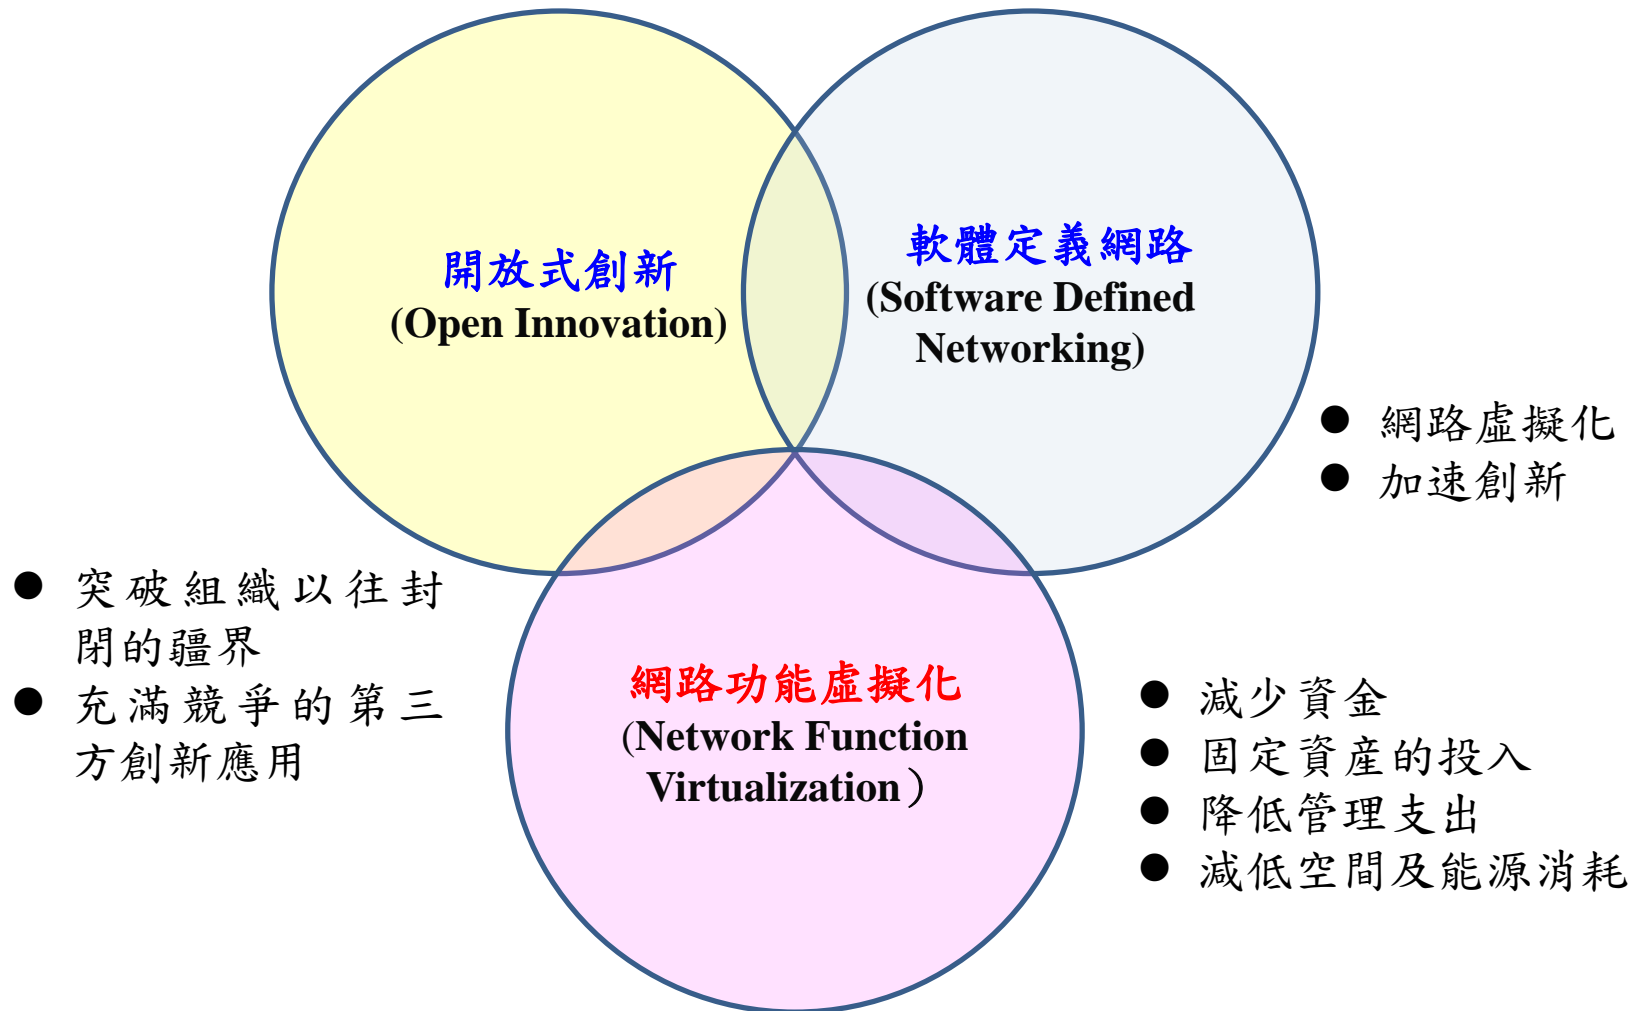 開放式創新
(Open Innovation)
軟體定義網路
(Software Defined
Networking)
● 網路虛擬化
● 加速創新
● 突破組織以往封
閉的疆界
● 充滿競爭的第三
方創新應用
網路功能虛擬化
(Network Function
Virtualization）
● 減少資金
● 固定資産的投入
● 降低管理支出
● 減低空間及能源消耗